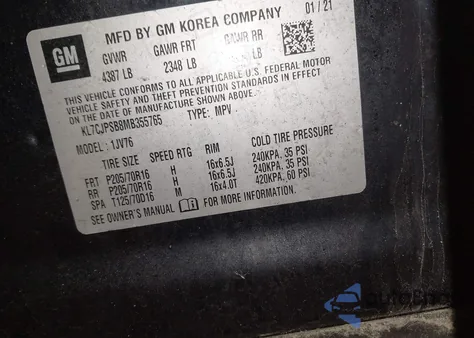 GM
MFD BY GM KOREA COMPANY 01/21
GVWR GAWR FRT GAWR RR
4387 LB 2348 LB LB
THIS VEHICLE CONFORMS TO ALL APPLICABLE U.S. FEDERAL MOTOR
VEHICLE SAFETY AND THEFT PREVENTION STANDARDS IN EFFECT
ON THE DATE OF MANUFACTURE SHOWN ABOVE.
KL7CJPSB8MB355765 TYPE: MPV
MODEL: 1JV76
TIRE SIZE SPEED RTG RIM COLD TIRE PRESSURE
FRT P205/70R16 H 16x6.5J 240KPA, 35 PSI
RR P205/70R16 H 16x6.5J 240KPA, 35 PSI
SPA T125/70D16 M 16x4.0T 420KPA, 60 PSI
SEE OWNER'S MANUAL FOR MORE INFORMATION.